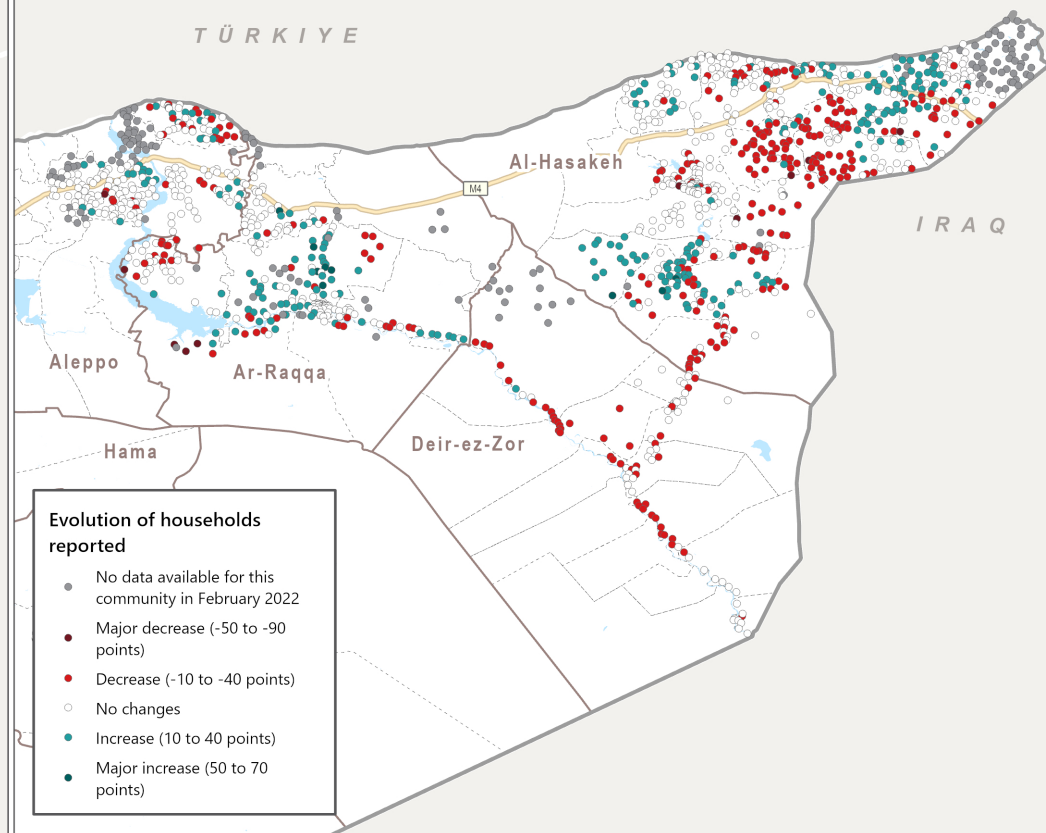 TÜRKIYE
Al-Hasakeh
M4
IRAQ
Aleppo
Ar-Raqqa
Hama
Deir-ez-Zor
Evolution of households
reported
No data available for this
community in February 2022
Major decrease (-50 to -90
points)
Decrease (-10 to -40 points)
No changes
Increase (10 to 40 points)
Major increase (50 to 70
points)